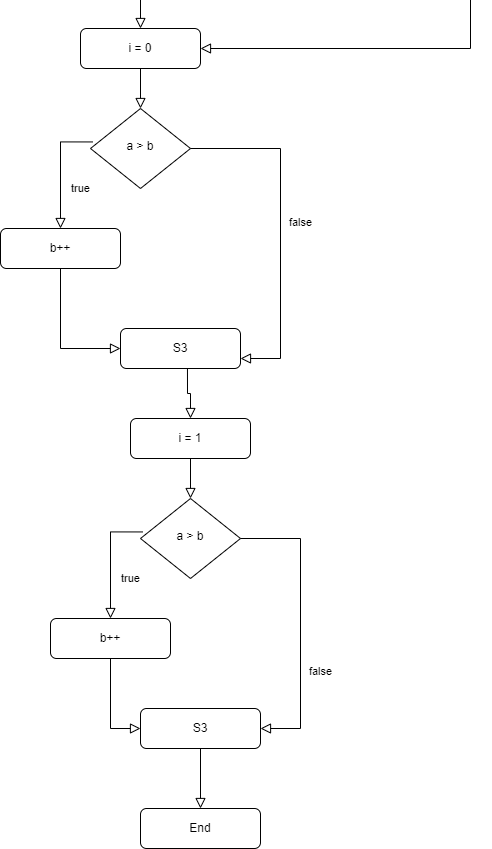 i = 0
a > b
true
false
b++
S3
i = 1
a > b
true
b++
false
S3
End